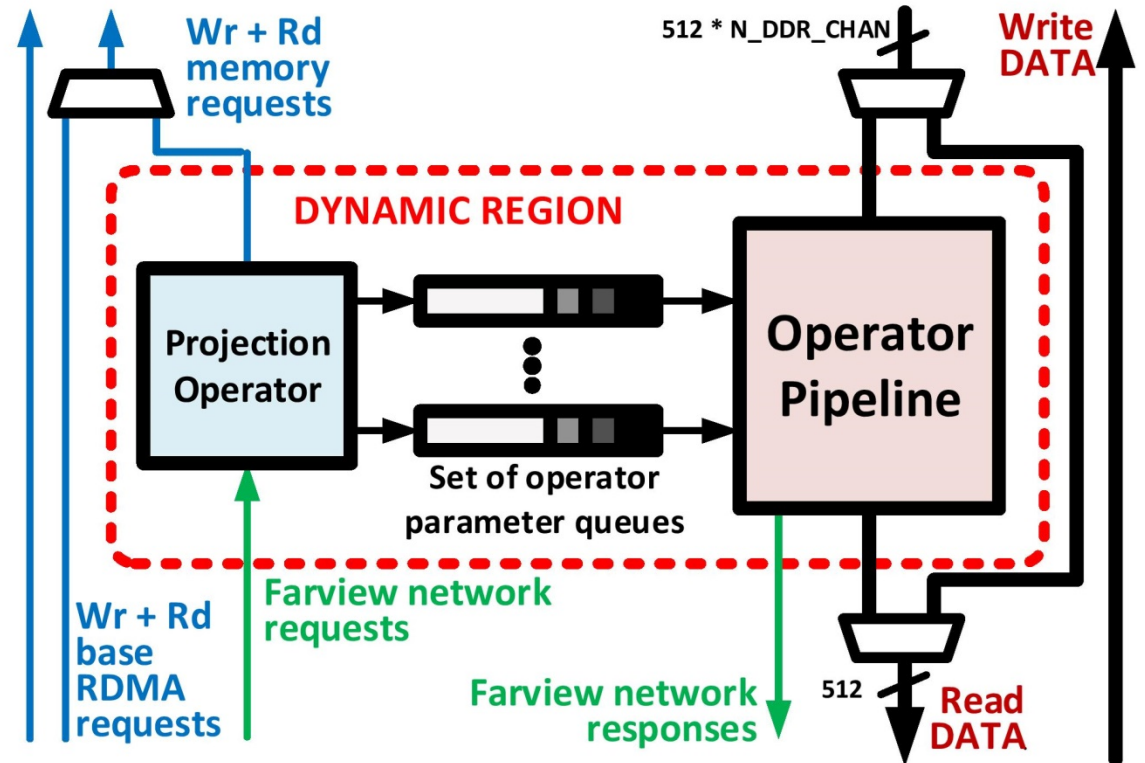 Wr + Rd
memory
requests
512 * N_DDR_CHAN
Write
DATA
DYNAMIC REGION
Projection
Operator
Operator
Pipeline
Set of operator
parameter queues
Farview network
requests
Wr + Rd
base
RDMA
requests
Farview network
responses
512
Read
DATA